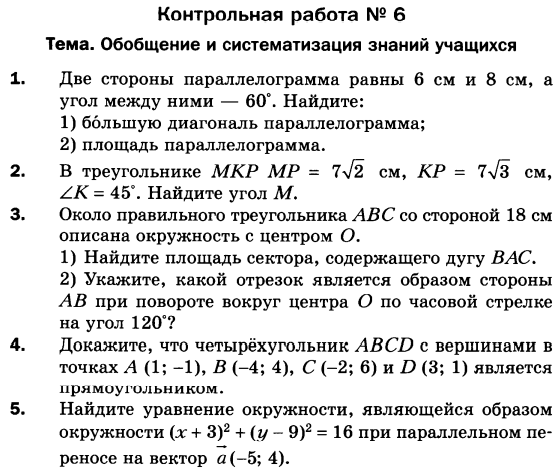 Контрольная работа № 6
Тема. Обобщение и систематизация знаний учащихся
1. Две стороны параллелограмма равны 6 см и 8 см, а
угол между ними — 60°. Найдите:
1) бо́льшую диагональ параллелограмма;
2) площадь параллелограмма.
2. В треугольнике MKP MP = 7√2 см, KP = 7√3 см,
∠K = 45°. Найдите угол M.
3. Около правильного треугольника ABC со стороной 18 см
описана окружность с центром O.
1) Найдите площадь сектора, содержащего дугу BAC.
2) Укажите, какой отрезок является образом стороны
AB при повороте вокруг центра O по часовой стрелке
на угол 120°?
4. Докажите, что четырёхугольник ABCD с вершинами в
точках A (1; −1), B (−4; 4), C (−2; 6) и D (3; 1) является
прямоугольником.
5. Найдите уравнение окружности, являющейся образом
окружности (x + 3)² + (y − 9)² = 16 при параллельном пе-
реносе на вектор a⃗ (−5; 4).